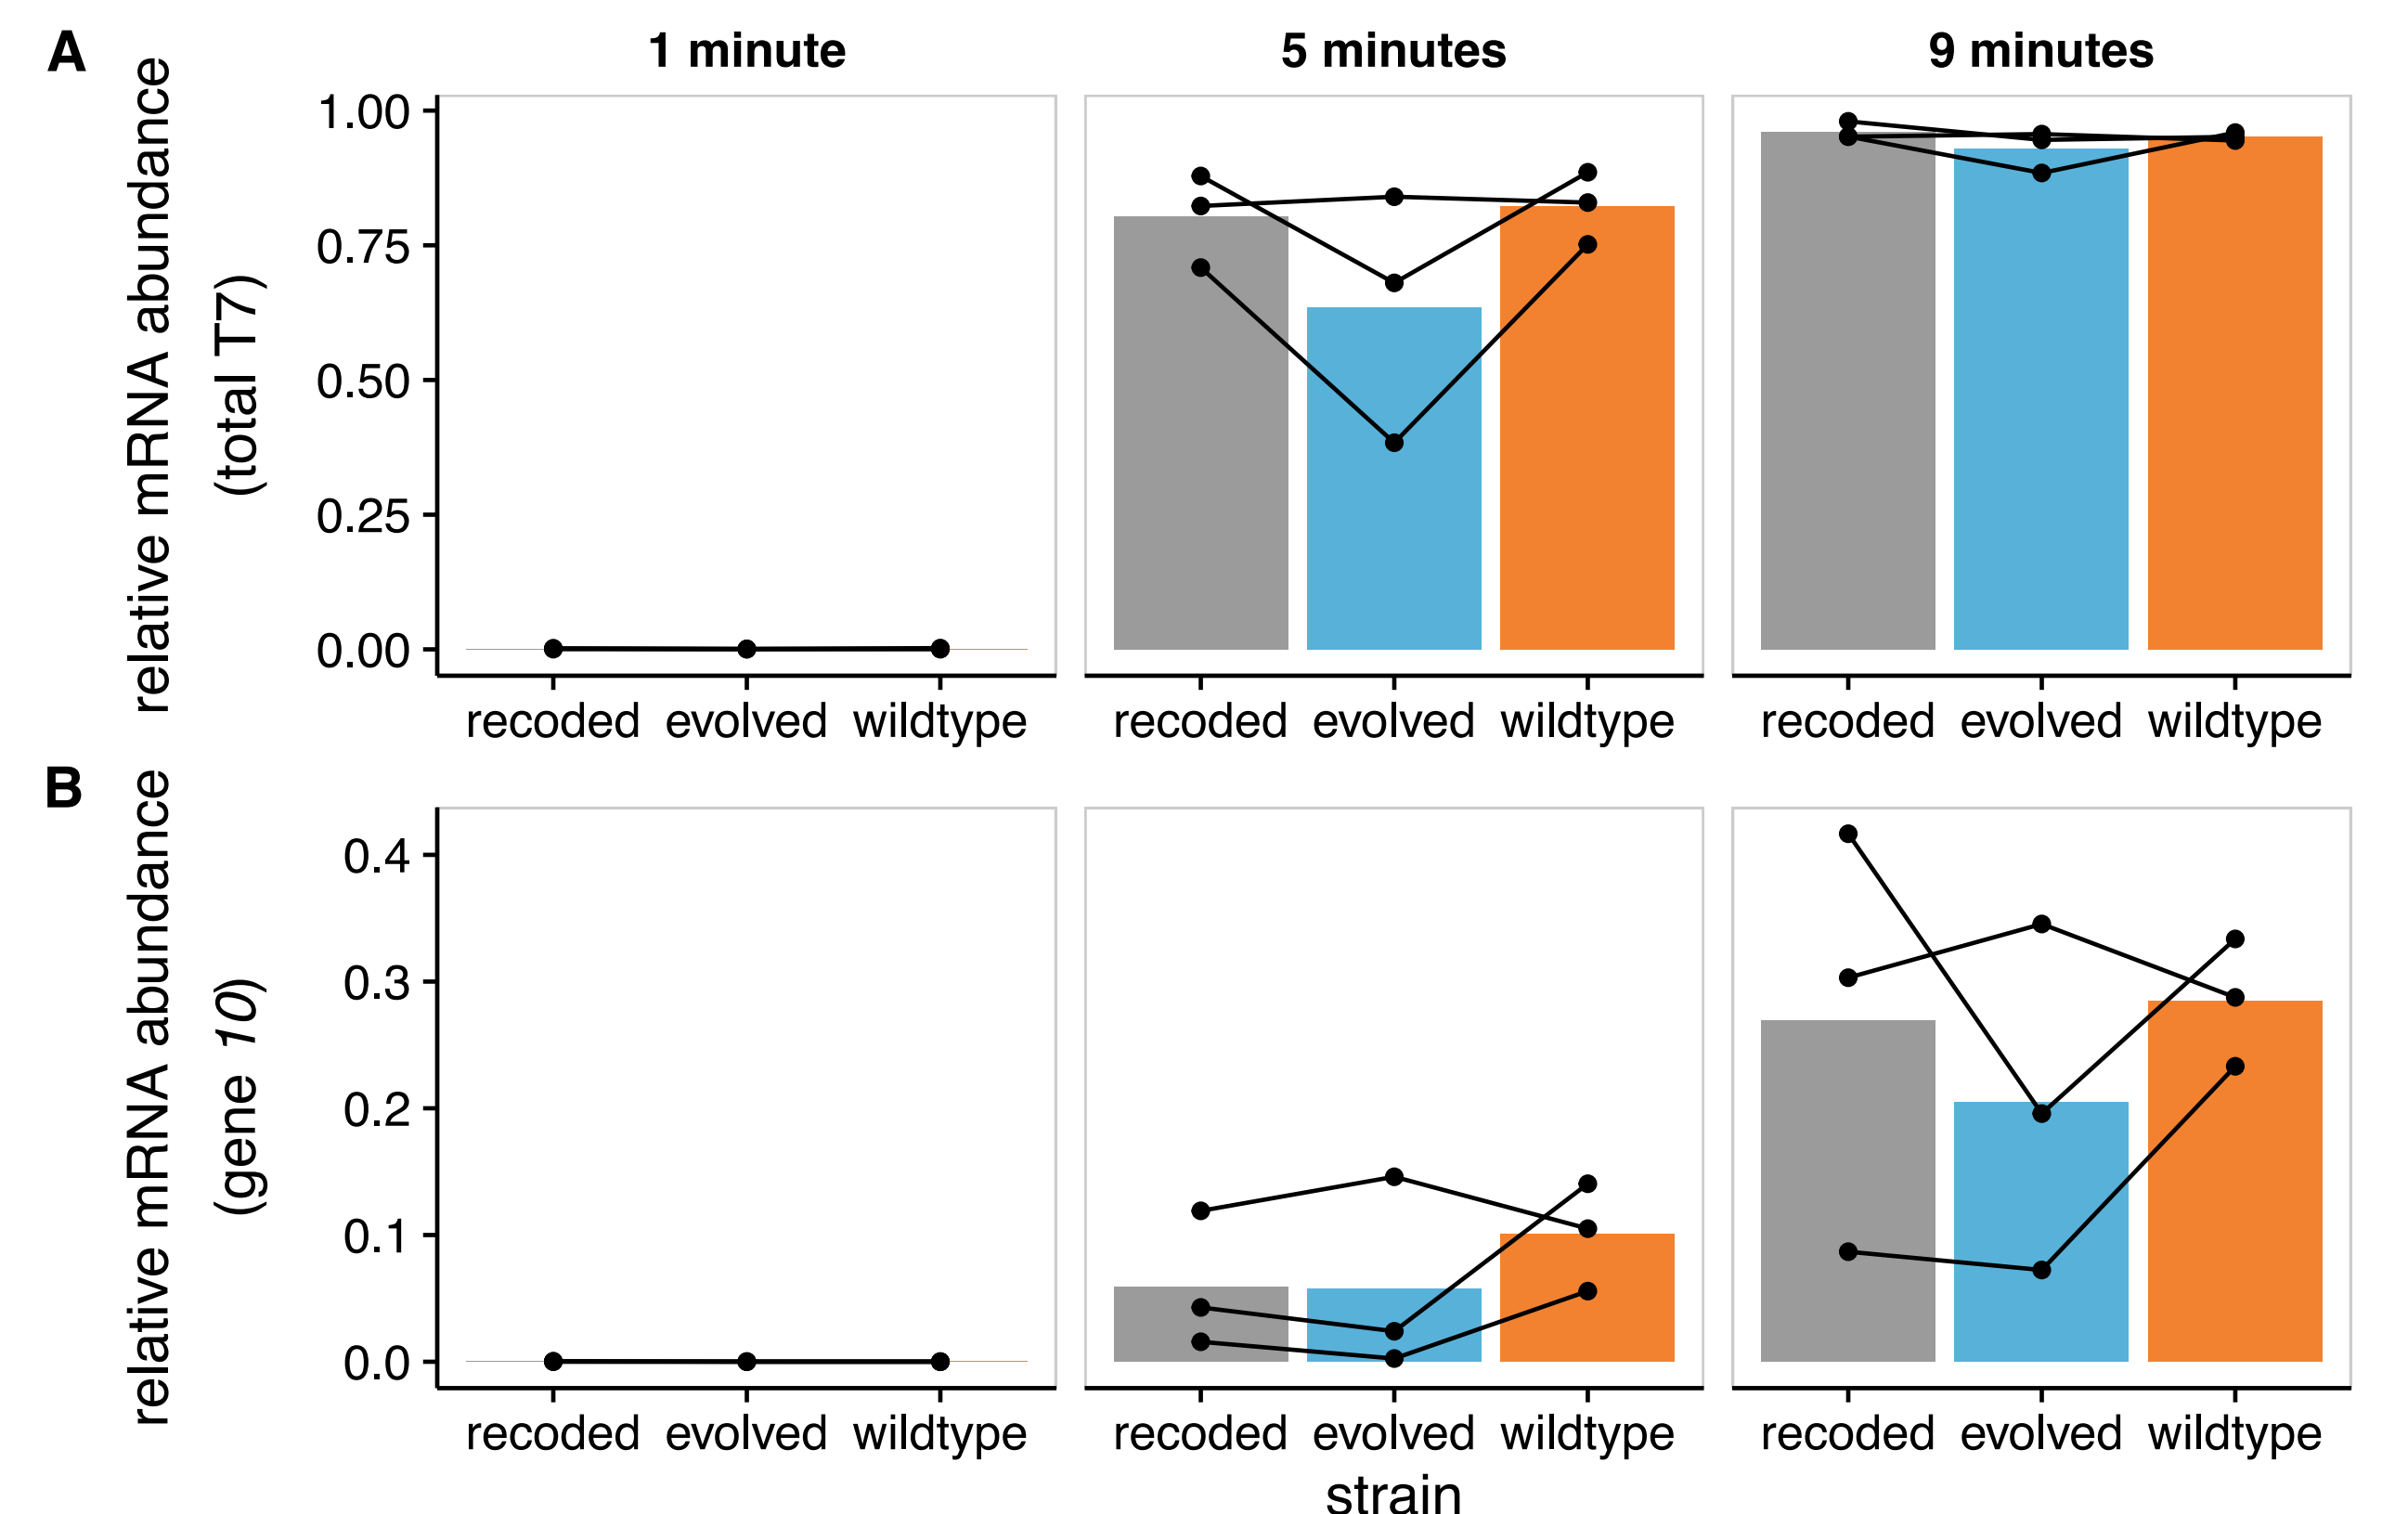 A
1 minute
5 minutes
9 minutes
relative mRNA abundance
(total T7)
1.00
0.75
0.50
0.25
0.00
recoded evolved wildtype
recoded evolved wildtype
recoded evolved wildtype
B
relative mRNA abundance
(gene 10)
0.4
0.3
0.2
0.1
0.0
recoded evolved wildtype
recoded evolved wildtype
recoded evolved wildtype
strain